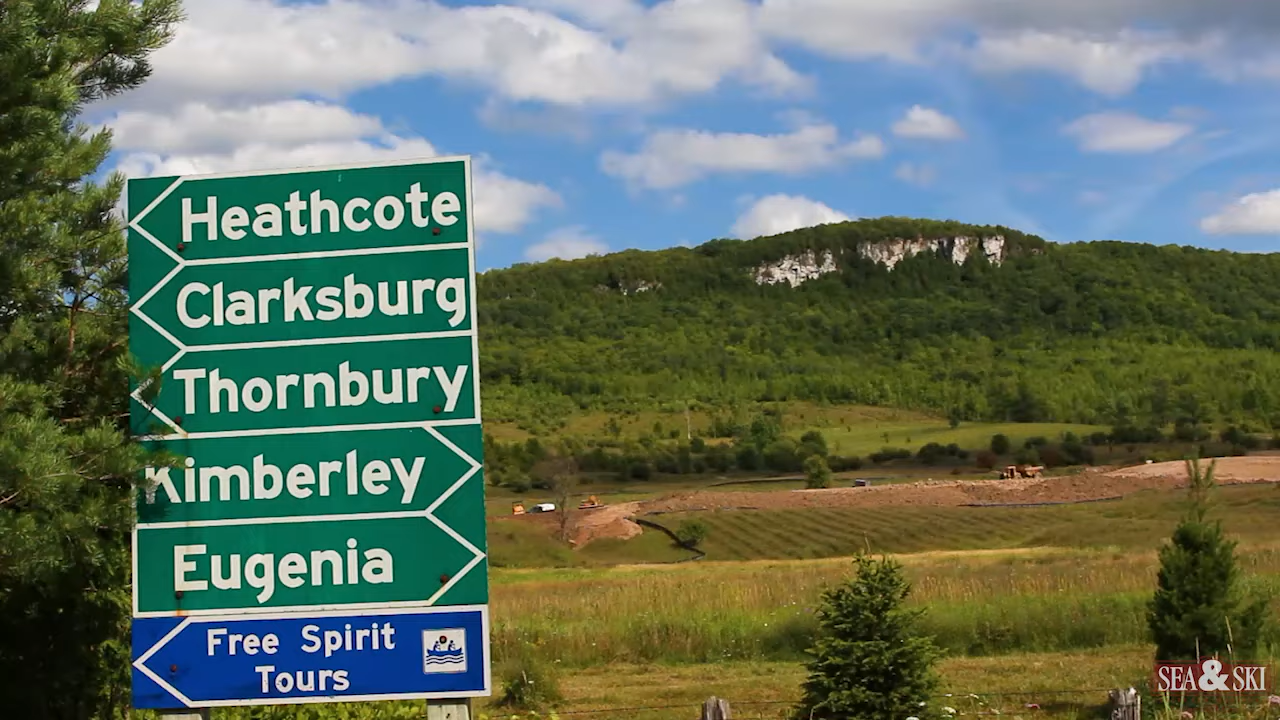 Heathcote
Clarksburg
Thornbury
Kimberley
Eugenia
Free Spirit
Tours
SEA&SKI